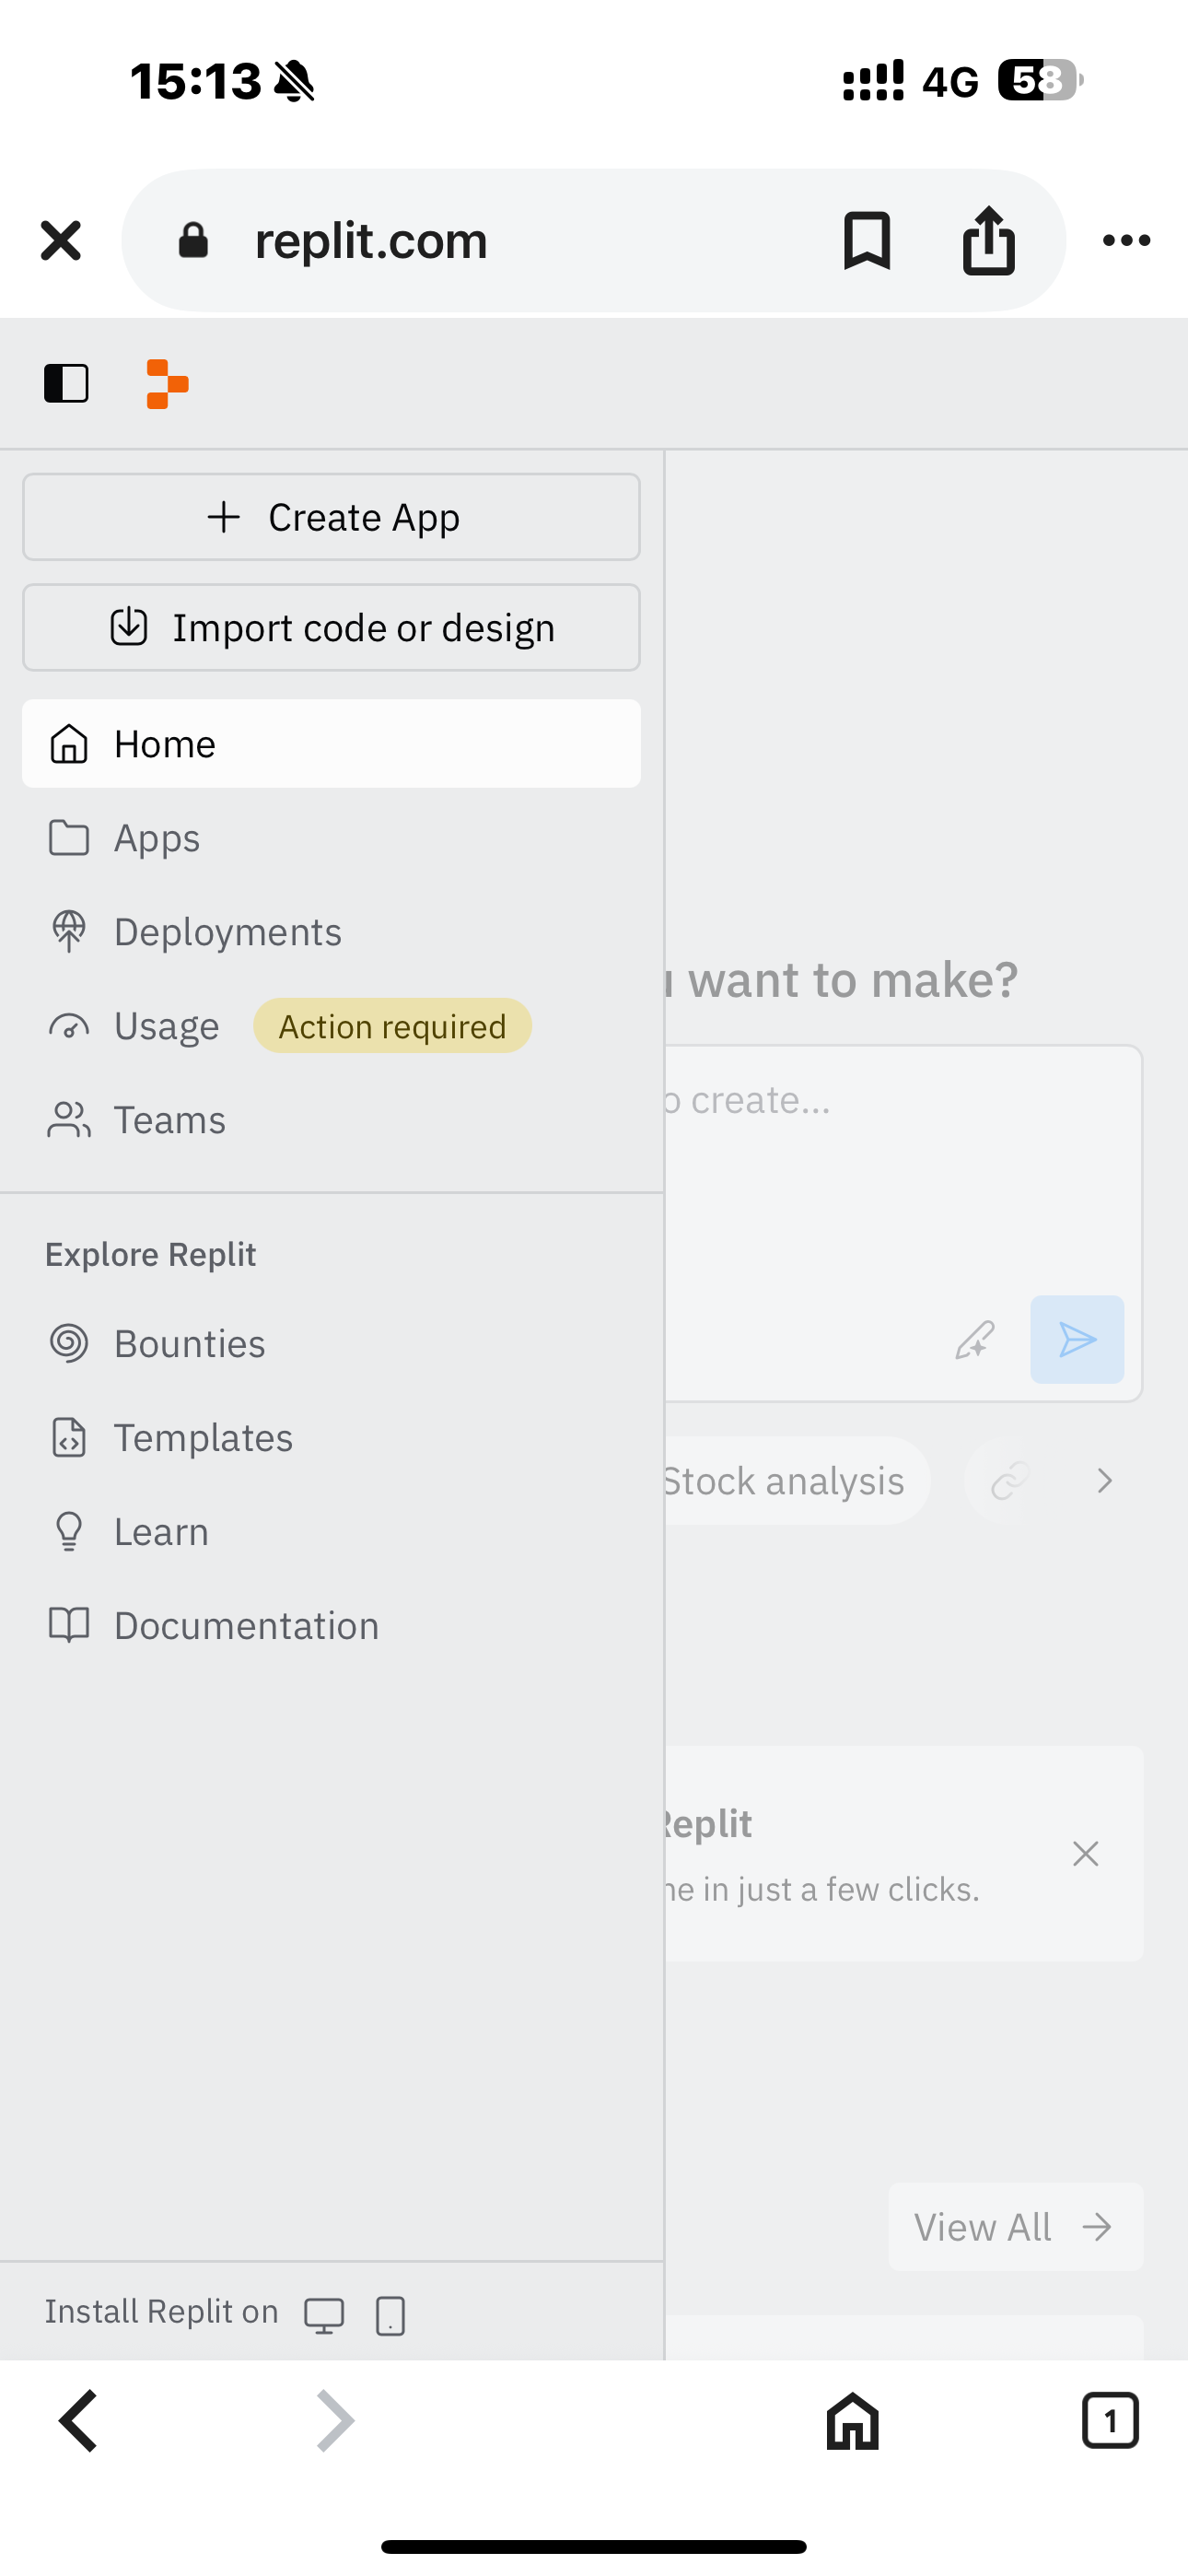 15:13
4G
58
replit.com
Create App
Import code or design
Home
Apps
Deployments
Usage
Action required
Teams
want to make?
create...
Explore Replit
Bounties
Stock analysis
Templates
Learn
Documentation
Replit
in just a few clicks.
View All
Install Replit on
1